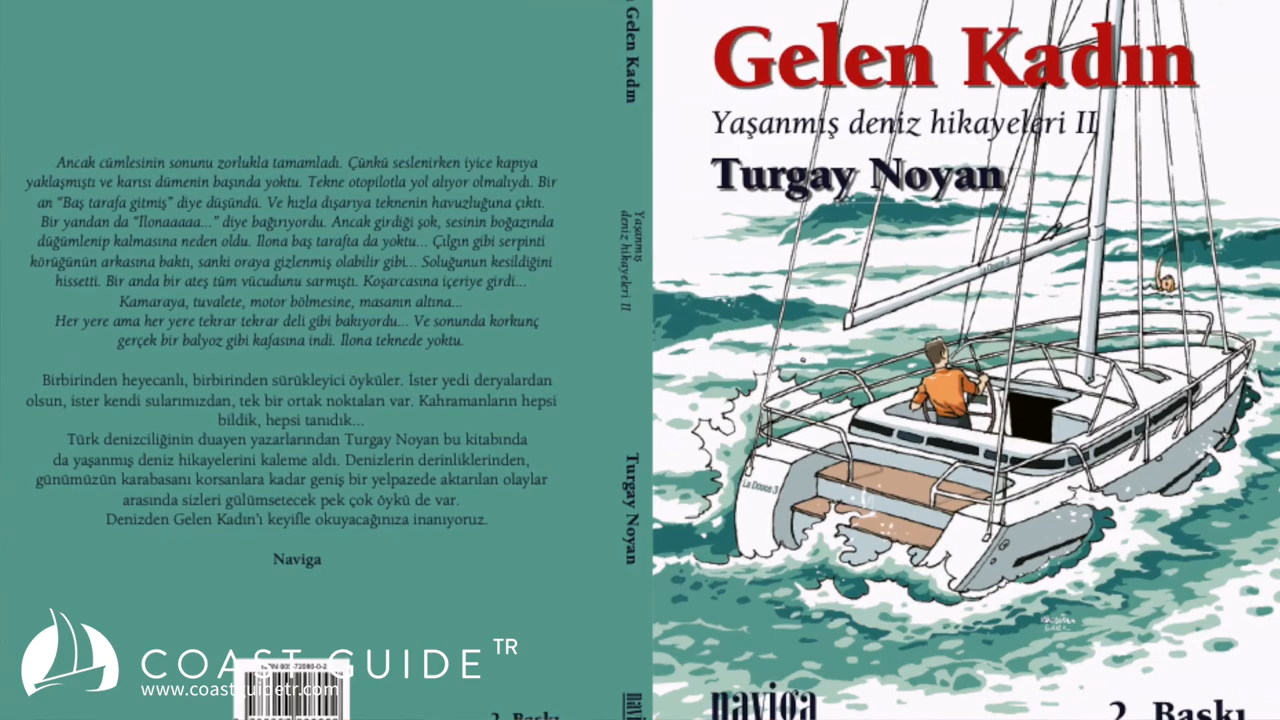 Ancak cümlesinin sonunu zorlukla tamamladı. Çünkü seslenirken iyice kapıya
yaklaşmıştı ve karısı dümenin başında yoktu. Tekne otopilotla yol alıyor olmalıydı. Bir
an “Baş tarafa gitmiş” diye düşündü. Ve hızla dışarıya teknenin havuzluğuna çıktı.
Bir yandan da “Ilonaaaaa...” diye bağırıyordu. Ancak girdiği şok, sesinin boğazında
düğümlenip kalmasına neden oldu. Ilona baş tarafta da yoktu... Çılgın gibi serpinti
körüğünün arkasına baktı, sanki oraya gizlenmiş olabilir gibi... Soluğunun kesildiğini
hissetti. Bir anda bir ateş tüm vücudunu sarmıştı. Koşarcasına içeriye girdi...
Kamaraya, tuvalete, motor bölmesine, masanın altına...
Her yere ama her yere tekrar tekrar deli gibi bakıyordu... Ve sonunda korkunç
gerçek bir balyoz gibi kafasına indi. Ilona teknede yoktu.
Birbirinden heyecanlı, birbirinden sürükleyici öyküler. İster yedi deryalardan
olsun, ister kendi sularımızdan, tek bir ortak noktaları var. Kahramanların hepsi
bildik, hepsi tanıdık...
Türk denizciliğinin duayen yazarlarından Turgay Noyan bu kitabında
da yaşanmış deniz hikayelerini kaleme aldı. Denizlerin derinliklerinden,
günümüzün karabasanı korsanlara kadar geniş bir yelpazede aktarılan olaylar
arasında sizleri gülümsetecek pek çok öykü de var.
Denizden Gelen Kadın’ı keyifle okuyacağınıza inanıyoruz.
Naviga
COAST GUIDE TR
www.coastguidetr.com
2. Baskı
Gelen Kadın
Yaşanmış
deniz hikayeleri II
Turgay Noyan
Gelen Kadın
Yaşanmış deniz hikayeleri II
Turgay Noyan
La Douce 3
La Douce 3
naviga
2. Baskı